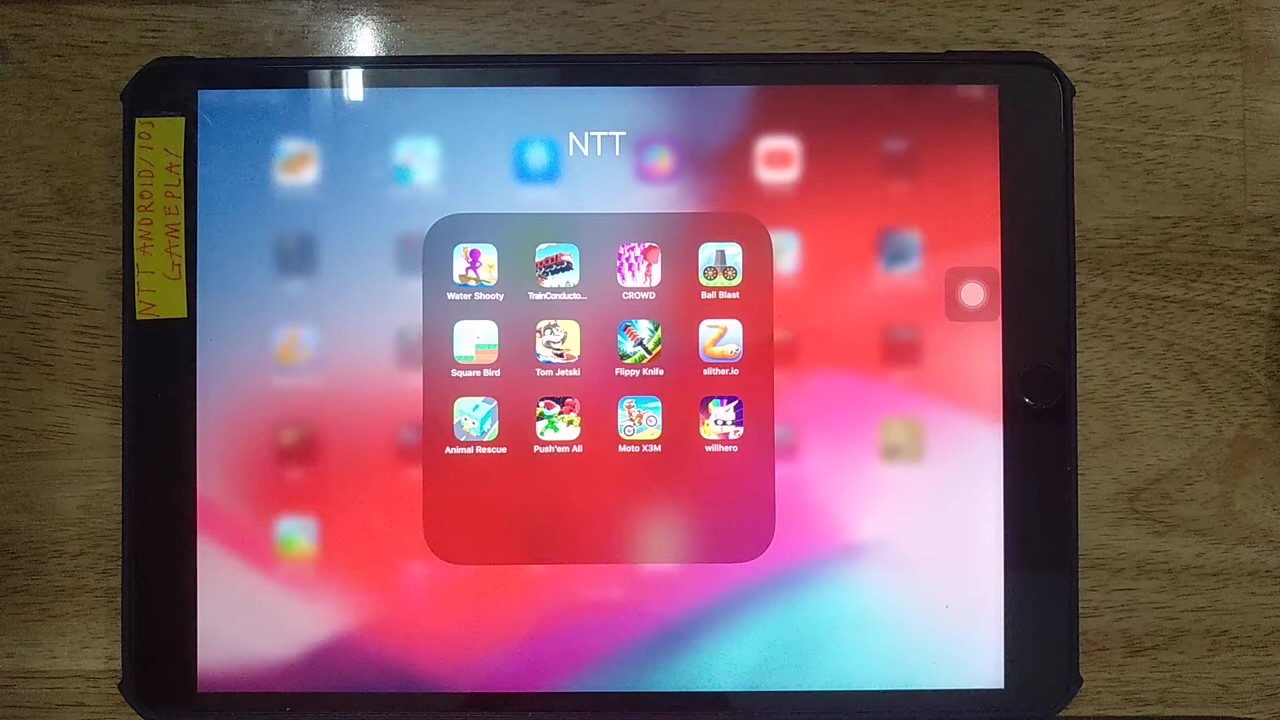 NTT ANDROID/IOS
GAMEPLAY
NTT
Water Shooty
TrainConducto...
CROWD
Ball Blast
Square Bird
Tom Jetski
Flippy Knife
slither.io
Animal Rescue
Push'em All
Moto X3M
willhero